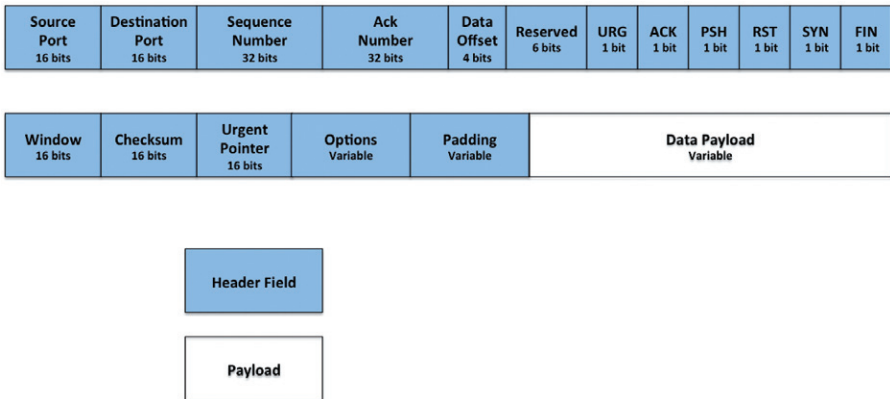 Source Port 16 bits
Destination Port 16 bits
Sequence Number 32 bits
Ack Number 32 bits
Data Offset 4 bits
Reserved 6 bits
URG 1 bit
ACK 1 bit
PSH 1 bit
RST 1 bit
SYN 1 bit
FIN 1 bit
Window 16 bits
Checksum 16 bits
Urgent Pointer 16 bits
Options Variable
Padding Variable
Data Payload Variable
Header Field
Payload